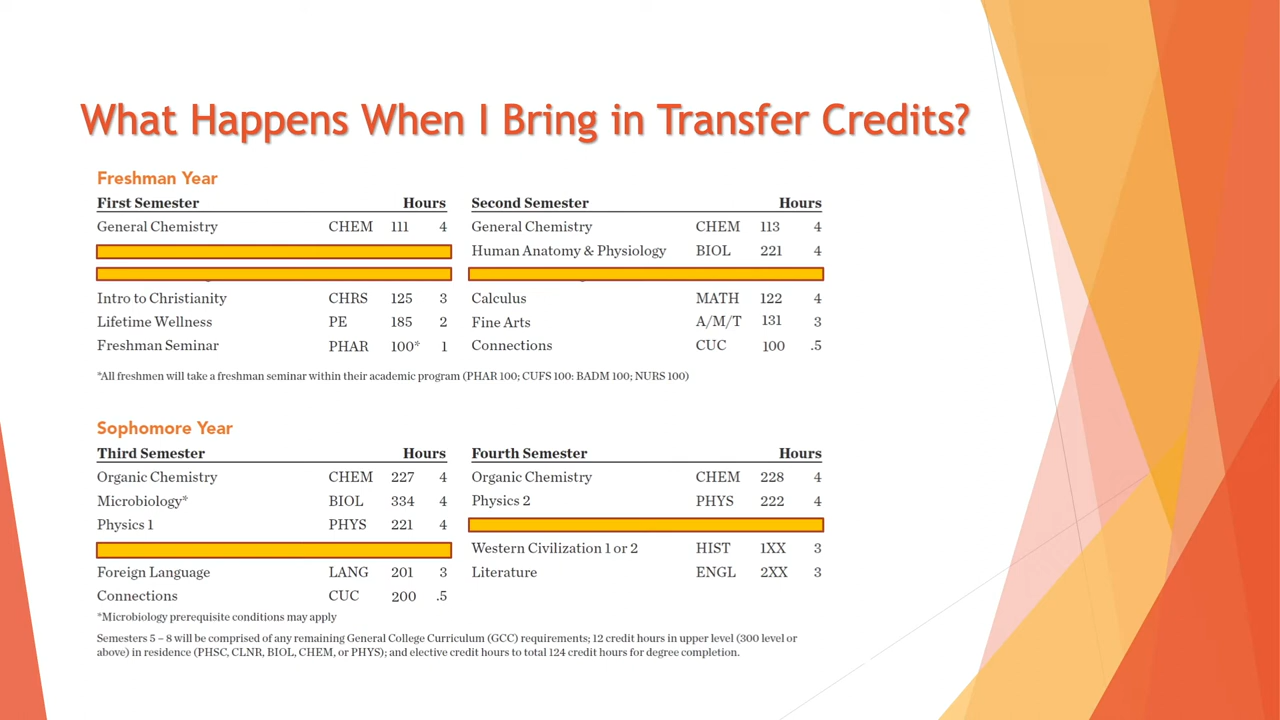 What Happens When I Bring in Transfer Credits?
Freshman Year
First Semester Hours
General Chemistry CHEM 111 4
Intro to Christianity CHRS 125 3
Lifetime Wellness PE 185 2
Freshman Seminar PHAR 100* 1
Second Semester Hours
General Chemistry CHEM 113 4
Human Anatomy & Physiology BIOL 221 4
Calculus MATH 122 4
Fine Arts A/M/T 131 3
Connections CUC 100 .5
*All freshmen will take a freshman seminar within their academic program (PHAR 100; CUFS 100: BADM 100; NURS 100)
Sophomore Year
Third Semester Hours
Organic Chemistry CHEM 227 4
Microbiology* BIOL 334 4
Physics 1 PHYS 221 4
Foreign Language LANG 201 3
Connections CUC 200 .5
Fourth Semester Hours
Organic Chemistry CHEM 228 4
Physics 2 PHYS 222 4
Western Civilization 1 or 2 HIST 1XX 3
Literature ENGL 2XX 3
*Microbiology prerequisite conditions may apply
Semesters 5 – 8 will be comprised of any remaining General College Curriculum (GCC) requirements; 12 credit hours in upper level (300 level or
above) in residence (PHSC, CLNR, BIOL, CHEM, or PHYS); and elective credit hours to total 124 credit hours for degree completion.